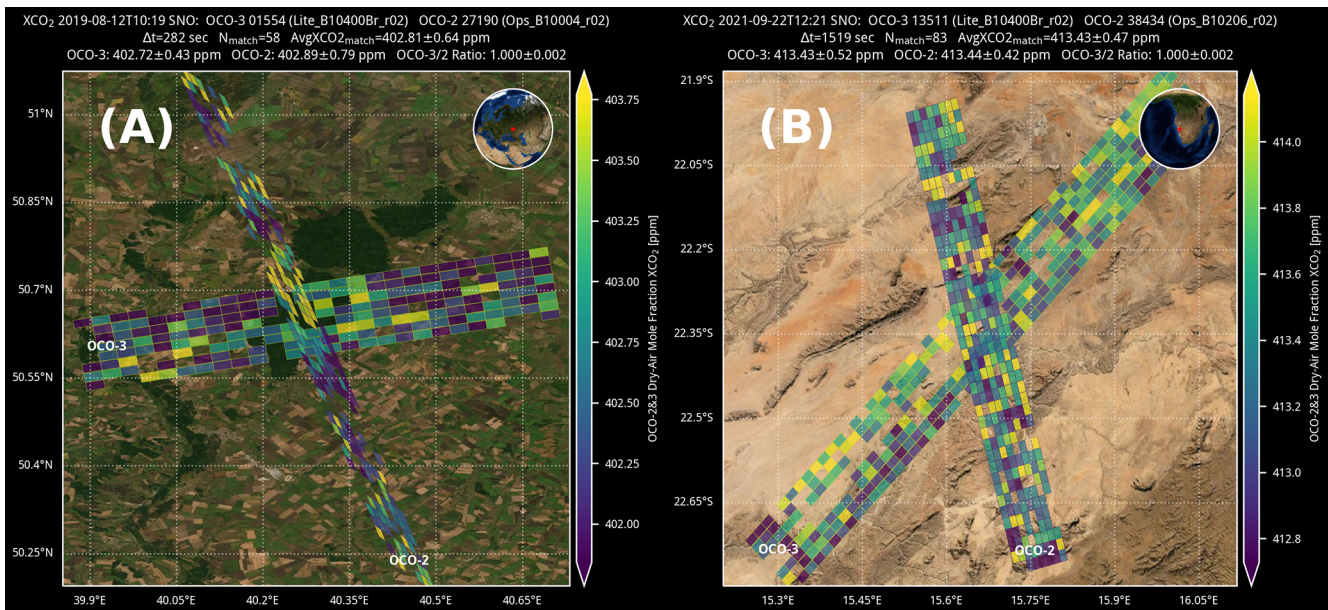 XCO₂ 2019-08-12T10:19 SNO: OCO-3 01554 (Lite_B10400Br_r02) OCO-2 27190 (Ops_B10004_r02)
Δt=282 sec N_match=58 AvgXCO2_match=402.81±0.64 ppm
OCO-3: 402.72±0.43 ppm OCO-2: 402.89±0.79 ppm OCO-3/2 Ratio: 1.000±0.002
(A)
51°N
50.85°N
50.7°N
50.55°N
50.4°N
50.25°N
OCO-3
OCO-2
39.9°E 40.05°E 40.2°E 40.35°E 40.5°E 40.65°E
403.75
403.50
403.25
403.00
402.75
402.50
402.25
402.00
OCO-2&3 Dry-Air Mole Fraction XCO₂ [ppm]
XCO₂ 2021-09-22T12:21 SNO: OCO-3 13511 (Lite_B10400Br_r02) OCO-2 38434 (Ops_B10206_r02)
Δt=1519 sec N_match=83 AvgXCO2_match=413.43±0.47 ppm
OCO-3: 413.43±0.52 ppm OCO-2: 413.44±0.42 ppm OCO-3/2 Ratio: 1.000±0.002
(B)
21.9°S
22.05°S
22.2°S
22.35°S
22.5°S
22.65°S
OCO-3
OCO-2
15.3°E 15.45°E 15.6°E 15.75°E 15.9°E 16.05°E
414.0
413.8
413.6
413.4
413.2
413.0
412.8
OCO-2&3 Dry-Air Mole Fraction XCO₂ [ppm]